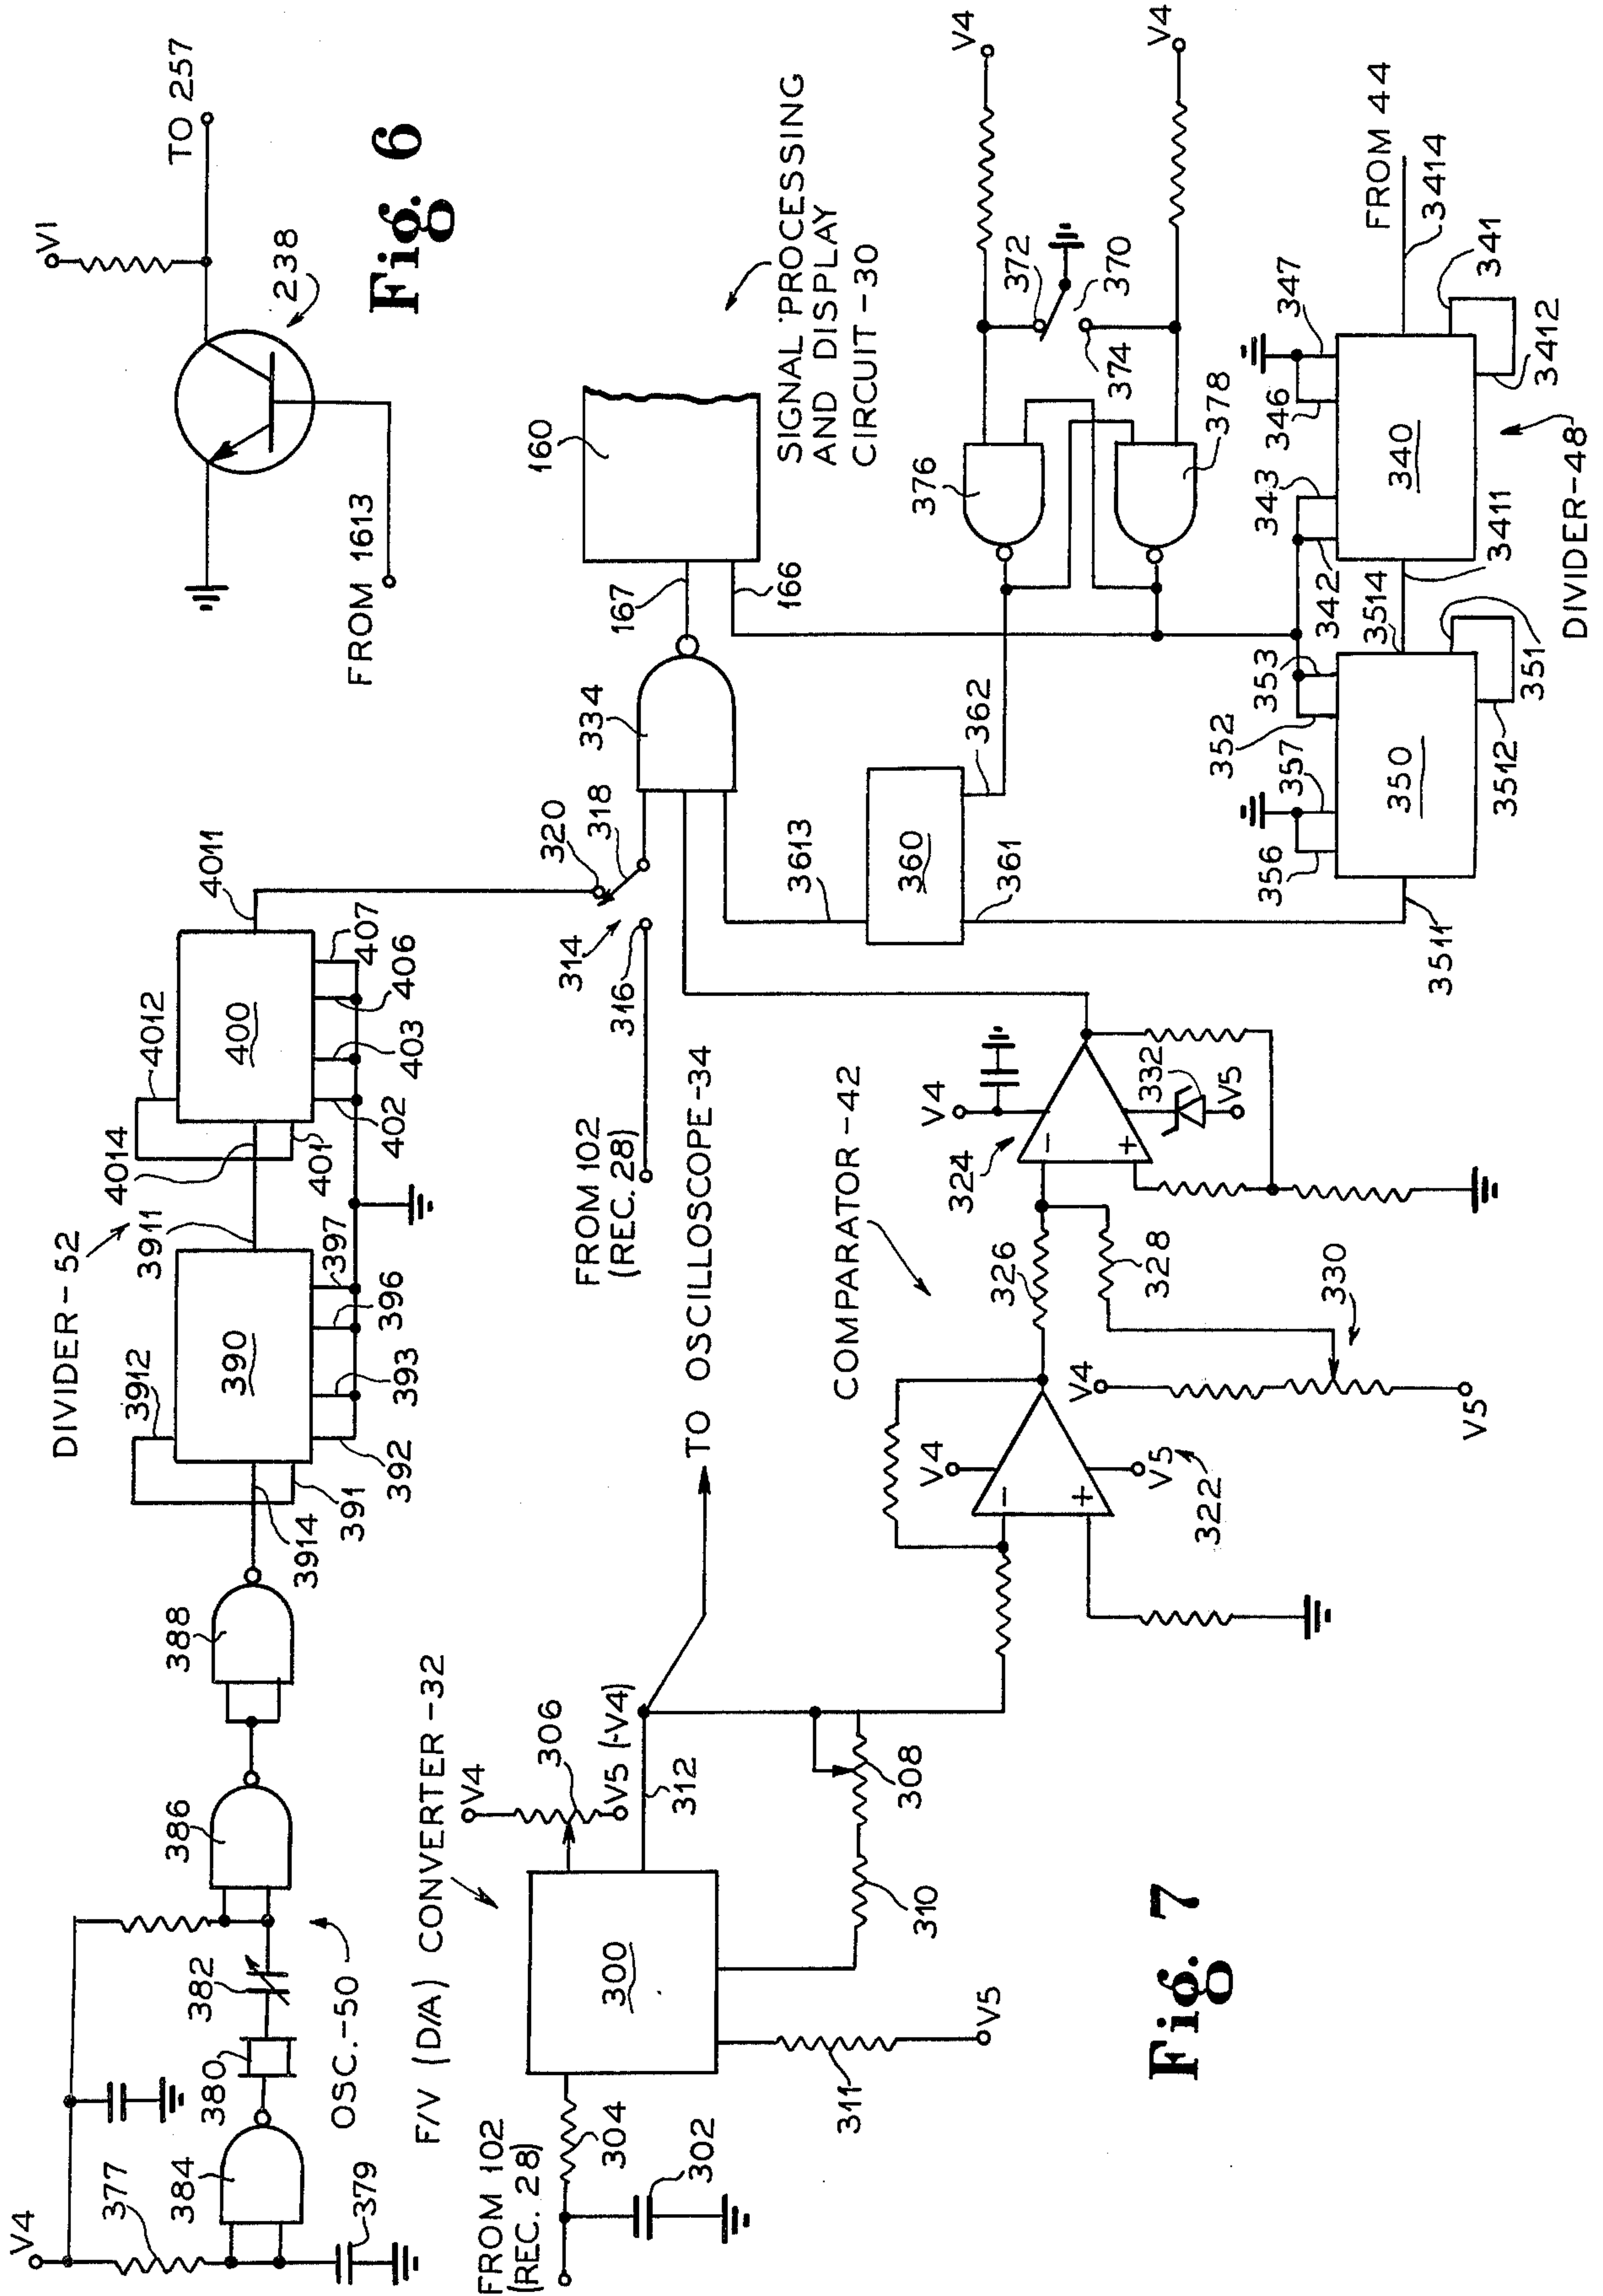 V1
TO 257
238
FROM 1613
Fig. 6
V4
377
384
379
380
382
OSC.-50
386
388
3914
391
3912
DIVIDER-52
390
392
393
396
397
3911
4014
401
4012
400
402
403
406
407
4011
320
318
314
316
FROM 102
(REC. 28)
334
167
166
160
SIGNAL PROCESSING
AND DISPLAY
CIRCUIT-30
F/V (D/A) CONVERTER-32
FROM 102
(REC. 28)
304
302
300
311
V5
V4
306
V5 (-V4)
312
308
310
TO OSCILLOSCOPE-34
COMPARATOR-42
V4
-
+
V5
322
326
328
V4
330
V5
324
V4
-
+
332
V5
3613
360
361
362
376
378
V4
V4
372
370
374
3511
356
357
352
353
350
3512
351
3514
3411
342
343
346
347
340
3412
341
3414
FROM 44
DIVIDER-48
Fig. 7